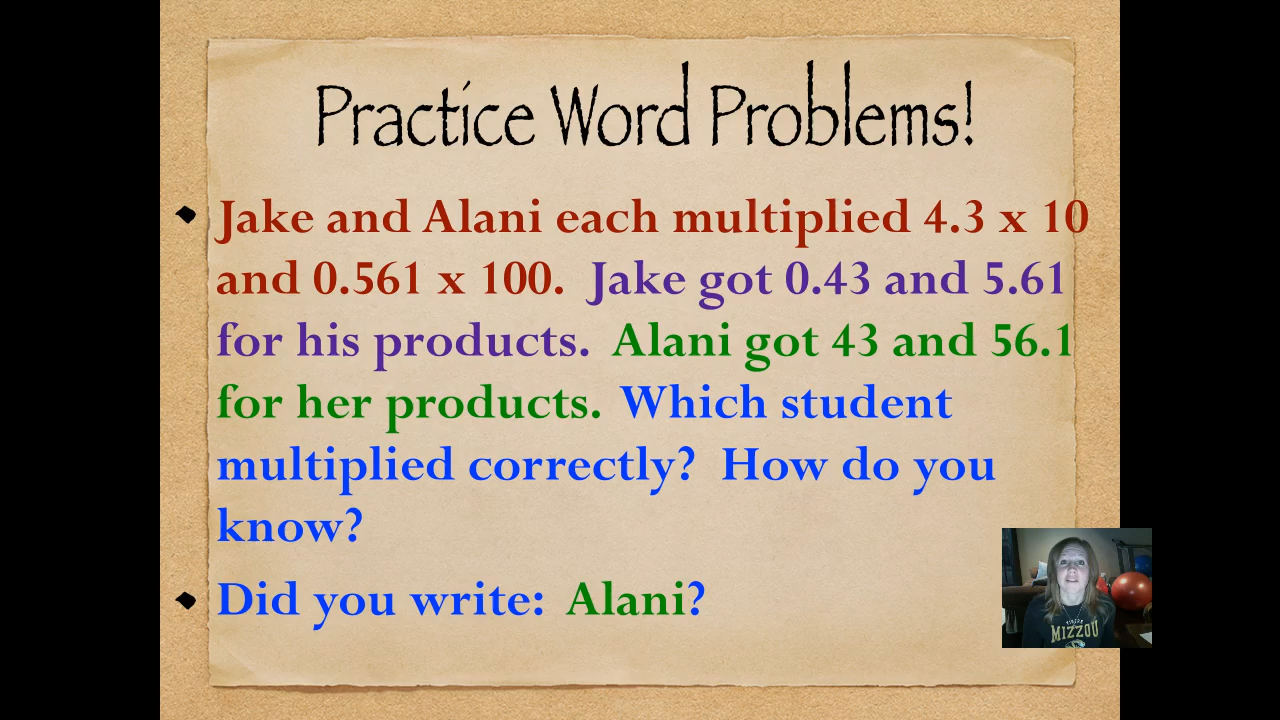 Practice Word Problems!
Jake and Alani each multiplied 4.3 x 10
and 0.561 x 100. Jake got 0.43 and 5.61
for his products. Alani got 43 and 56.1
for her products. Which student
multiplied correctly? How do you
know?
Did you write: Alani?
TIGERS
MIZZOU